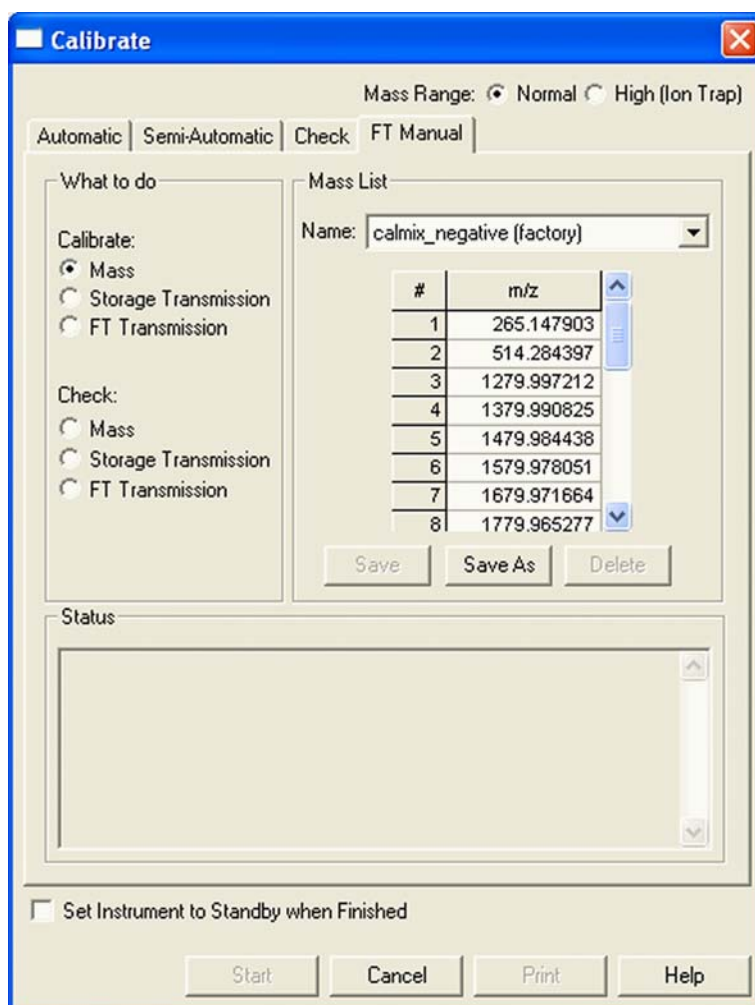 Calibrate
Mass Range: Normal High (Ion Trap)
Automatic Semi-Automatic Check FT Manual
What to do
Calibrate:
Mass
Storage Transmission
FT Transmission
Check:
Mass
Storage Transmission
FT Transmission
Mass List
Name: calmix_negative (factory)
# m/z
1 265.147903
2 514.284397
3 1279.997212
4 1379.990825
5 1479.984438
6 1579.978051
7 1679.971664
8 1779.965277
Save Save As Delete
Status
Set Instrument to Standby when Finished
Start Cancel Print Help